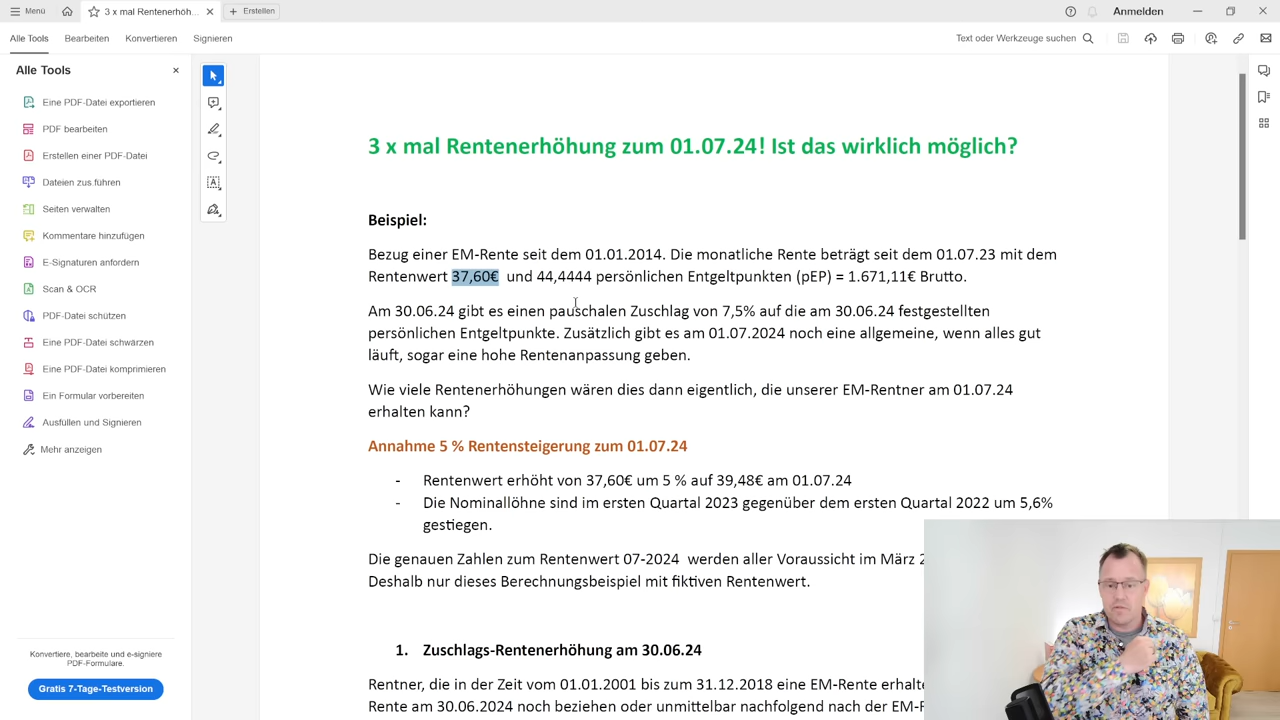 Menü
3 x mal Rentenerhöh...
Erstellen
Anmelden
Alle Tools
Bearbeiten
Konvertieren
Signieren
Text oder Werkzeuge suchen
Alle Tools
Eine PDF-Datei exportieren
PDF bearbeiten
Erstellen einer PDF-Datei
Dateien zus.führen
Seiten verwalten
Kommentare hinzufügen
E-Signaturen anfordern
Scan & OCR
PDF-Datei schützen
Eine PDF-Datei schwärzen
Eine PDF-Datei komprimieren
Ein Formular vorbereiten
Ausfüllen und Signieren
Mehr anzeigen
Konvertiere, bearbeite und e-signiere
PDF-Formulare.
Gratis 7-Tage-Testversion
3 x mal Rentenerhöhung zum 01.07.24! Ist das wirklich möglich?
Beispiel:
Bezug einer EM-Rente seit dem 01.01.2014. Die monatliche Rente beträgt seit dem 01.07.23 mit dem
Rentenwert 37,60€ und 44,4444 persönlichen Entgeltpunkten (pEP) = 1.671,11€ Brutto.
Am 30.06.24 gibt es einen pauschalen Zuschlag von 7,5% auf die am 30.06.24 festgestellten
persönlichen Entgeltpunkte. Zusätzlich gibt es am 01.07.2024 noch eine allgemeine, wenn alles gut
läuft, sogar eine hohe Rentenanpassung geben.
Wie viele Rentenerhöhungen wären dies dann eigentlich, die unserer EM-Rentner am 01.07.24
erhalten kann?
Annahme 5 % Rentensteigerung zum 01.07.24
- Rentenwert erhöht von 37,60€ um 5 % auf 39,48€ am 01.07.24
- Die Nominallöhne sind im ersten Quartal 2023 gegenüber dem ersten Quartal 2022 um 5,6%
gestiegen.
Die genauen Zahlen zum Rentenwert 07-2024 werden aller Voraussicht im März 2
Deshalb nur dieses Berechnungsbeispiel mit fiktiven Rentenwert.
1. Zuschlags-Rentenerhöhung am 30.06.24
Rentner, die in der Zeit vom 01.01.2001 bis zum 31.12.2018 eine EM-Rente erhalte
Rente am 30.06.2024 noch beziehen oder unmittelbar nachfolgend nach der EM-R